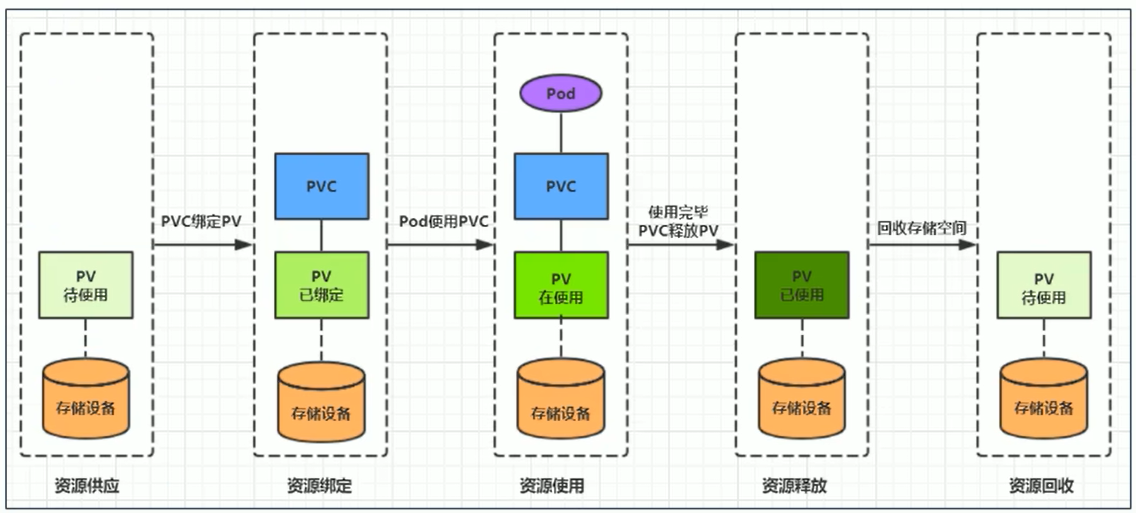 Pod
PVC
PVC
PVC绑定PV
Pod使用PVC
使用完毕
PVC释放PV
回收存储空间
PV
待使用
PV
已绑定
PV
在使用
PV
已使用
PV
待使用
存储设备
存储设备
存储设备
存储设备
存储设备
资源供应
资源绑定
资源使用
资源释放
资源回收